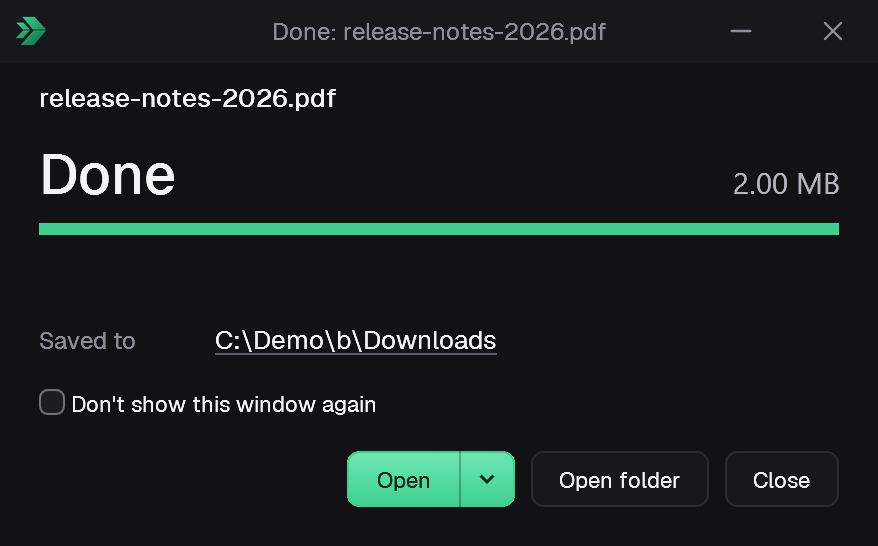 Done: release-notes-2026.pdf
release-notes-2026.pdf
Done
2.00 MB
Saved to C:\Demo\b\Downloads
Don't show this window again
Open Open folder Close